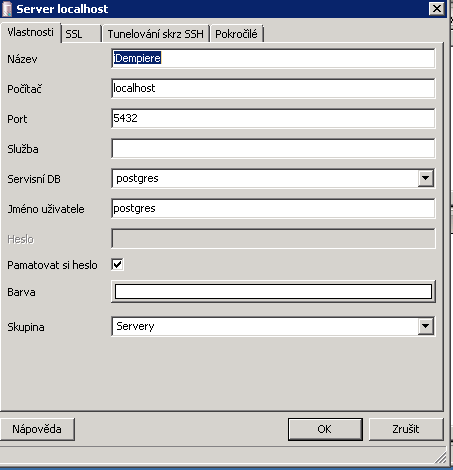 Server localhost
Vlastnosti SSL Tunelování skrz SSH Pokročilé
Název iDempiere
Počítač localhost
Port 5432
Služba
Servisní DB postgres
Jméno uživatele postgres
Heslo
Pamatovat si heslo
Barva
Skupina Servery
Nápověda OK Zrušit